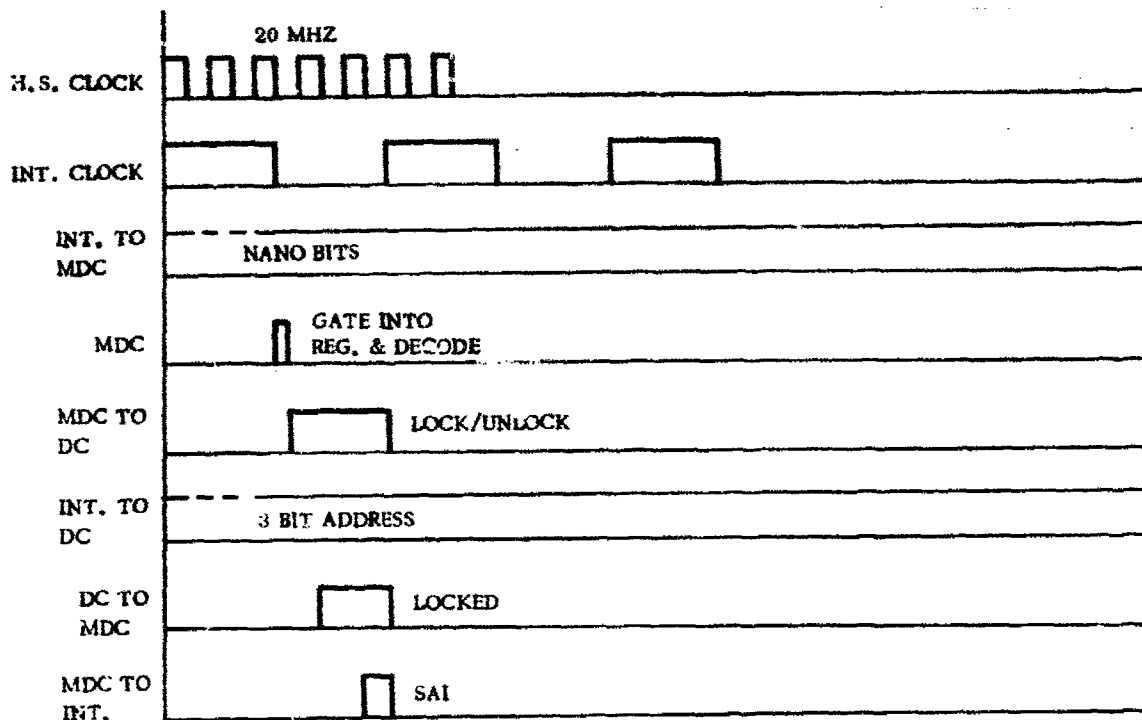 20 MHZ
H.S. CLOCK
INT. CLOCK
INT. TO
MDC
NANO BITS
MDC
GATE INTO
REG. & DECODE
MDC TO
DC
LOCK/UNLOCK
INT. TO
DC
3 BIT ADDRESS
DC TO
MDC
LOCKED
MDC TO
INT.
SAI